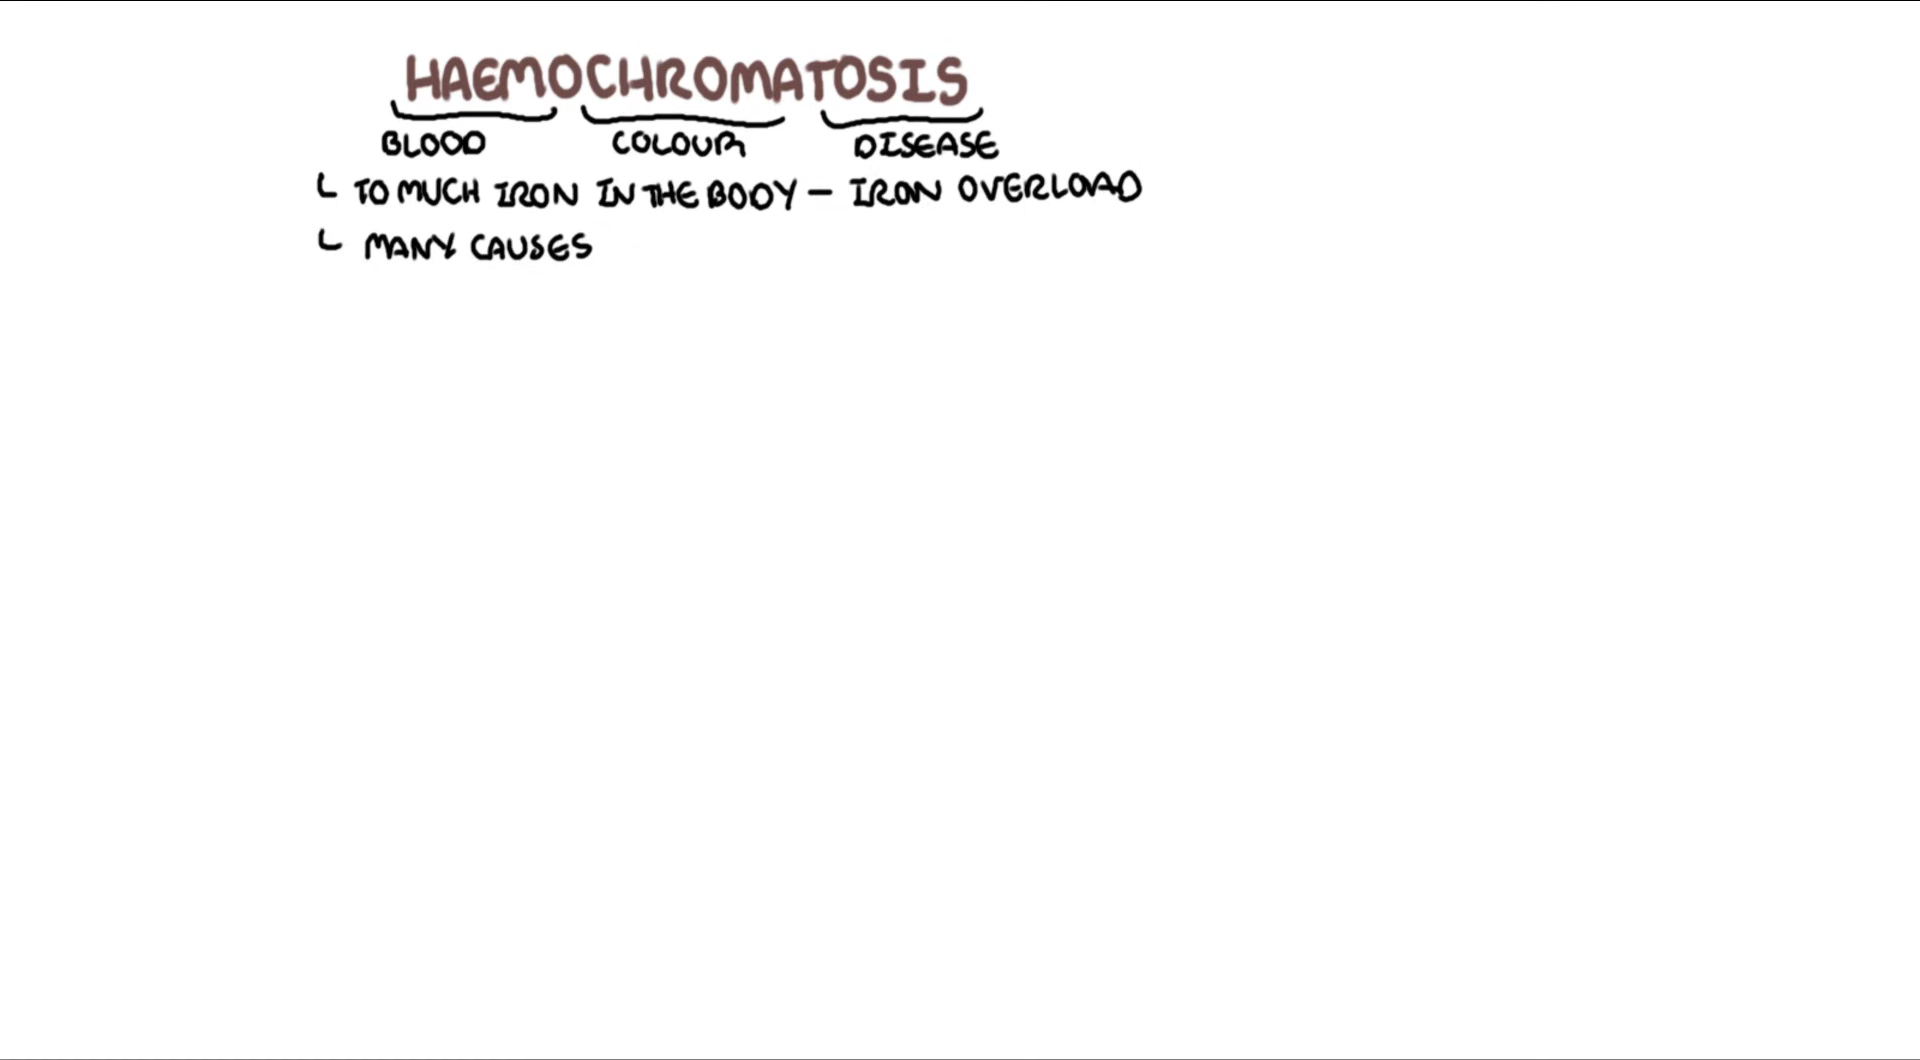 HAEMOCHROMATOSIS
BLOOD COLOUR DISEASE
TO MUCH IRON IN THE BODY – IRON OVERLOAD
MANY CAUSES